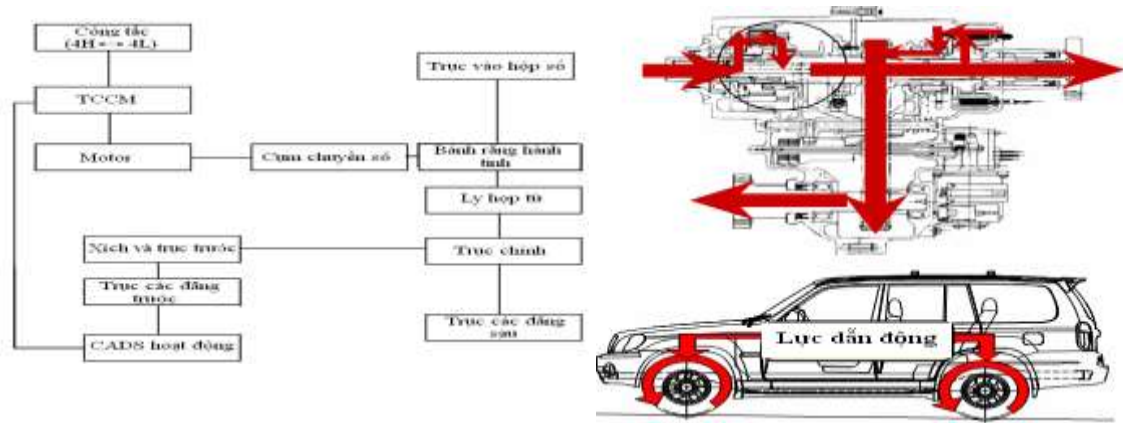 Công tắc
(4H ↔ 4L)
TCCM
Motor
Cụm chuyển số
Trục vào hộp số
Bánh răng hành
tinh
Ly hợp từ
Trục chính
Xích và trục trước
Trục các đăng
trước
CADS hoạt động
Trục các đăng
sau
Lực dẫn động